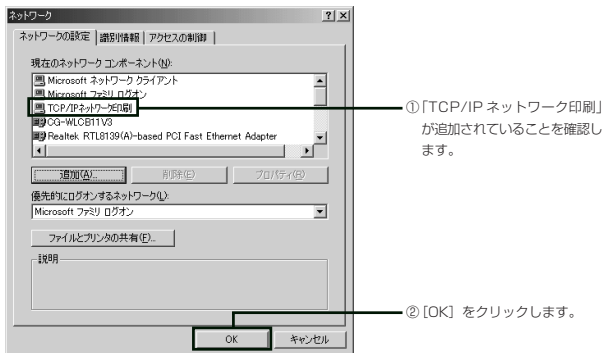 ネットワーク
ネットワークの設定 識別情報 アクセスの制御
現在のネットワーク コンポーネント(N):
Microsoft ネットワーク クライアント
Microsoft ファミリ ログオン
TCP/IPネットワーク印刷
CG-WLCB11V3
Realtek RTL8139(A)-based PCI Fast Ethernet Adapter
追加(A)... 削除(E) プロパティ(R)
優先的にログオンするネットワーク(L):
Microsoft ファミリ ログオン
ファイルとプリンタの共有(F)...
説明
OK キャンセル
①「TCP/IP ネットワーク印刷」
が追加されていることを確認し
ます。
②[OK] をクリックします。